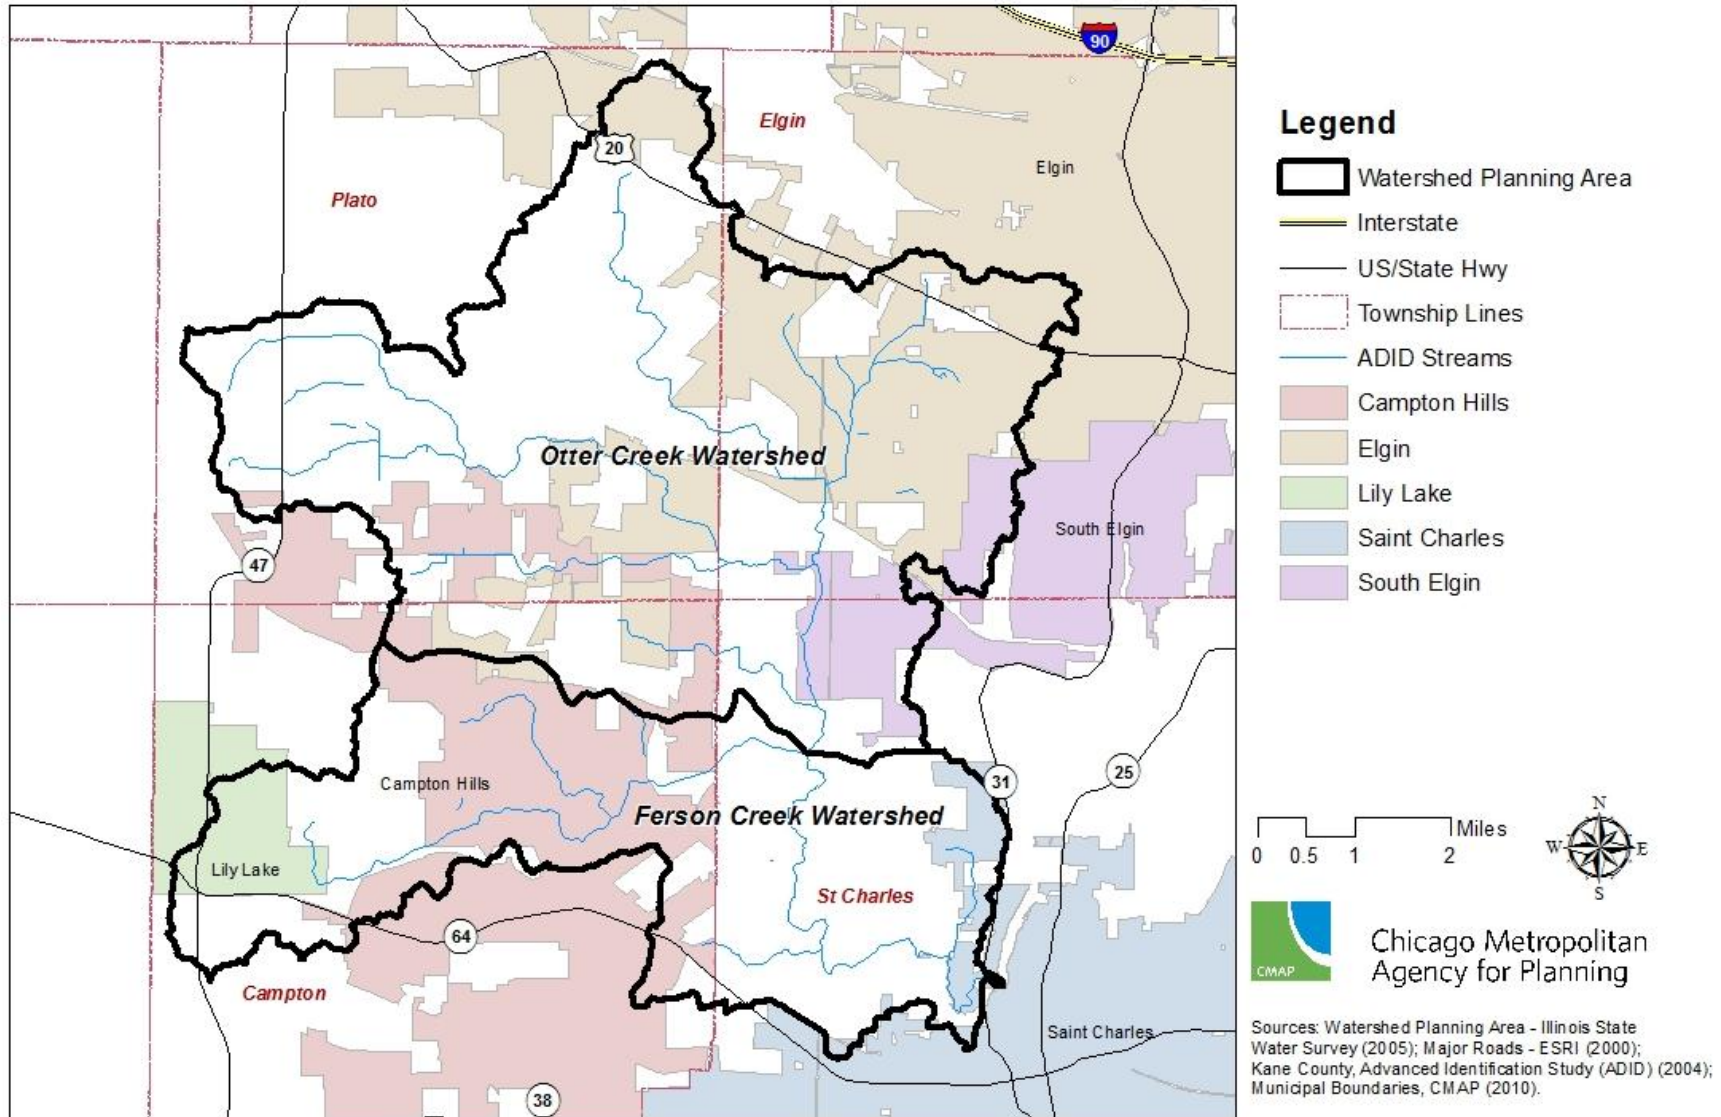 90
Elgin
20
Elgin
Plato
Otter Creek Watershed
South Elgin
47
Campton Hills
31
25
Ferson Creek Watershed
Lily Lake
St Charles
64
Campton
Saint Charles
38
Legend
Watershed Planning Area
Interstate
US/State Hwy
Township Lines
ADID Streams
Campton Hills
Elgin
Lily Lake
Saint Charles
South Elgin
Miles
0 0.5 1 2
N
W E
S
CMAP
Chicago Metropolitan
Agency for Planning
Sources: Watershed Planning Area - Illinois State
Water Survey (2005); Major Roads - ESRI (2000);
Kane County, Advanced Identification Study (ADID) (2004);
Municipal Boundaries, CMAP (2010).